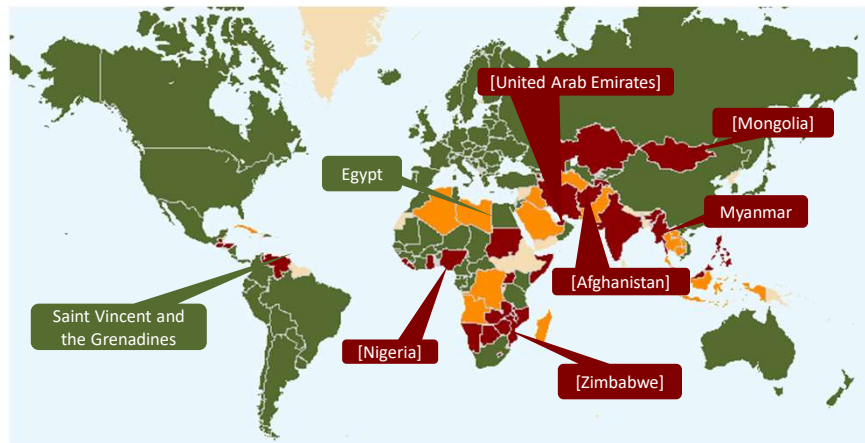 [United Arab Emirates]
[Mongolia]
Egypt
Myanmar
[Afghanistan]
Saint Vincent and
the Grenadines
[Nigeria]
[Zimbabwe]